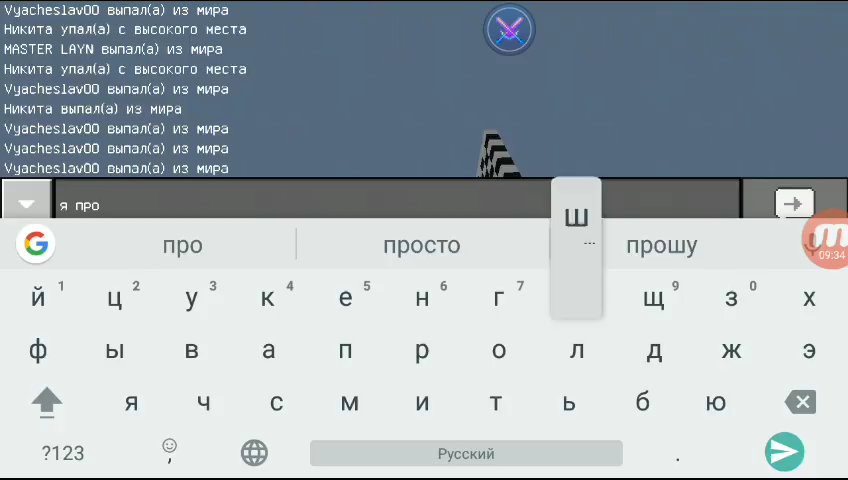 Vyacheslav00 выпал(а) из мира
Никита упал(а) с высокого места
MASTER LAYN выпал(а) из мира
Никита упал(а) с высокого места
Vyacheslav00 выпал(а) из мира
Никита выпал(а) из мира
Vyacheslav00 выпал(а) из мира
Vyacheslav00 выпал(а) из мира
Vyacheslav00 выпал(а) из мира
я про
ш
...
G про просто прошу
09:34
й 1 ц 2 у 3 к 4 е 5 н 6 г 7 щ 9 з 0 х
ф ы в а п р о л д ж э
я ч с м и т ь б ю
?123 , Русский .